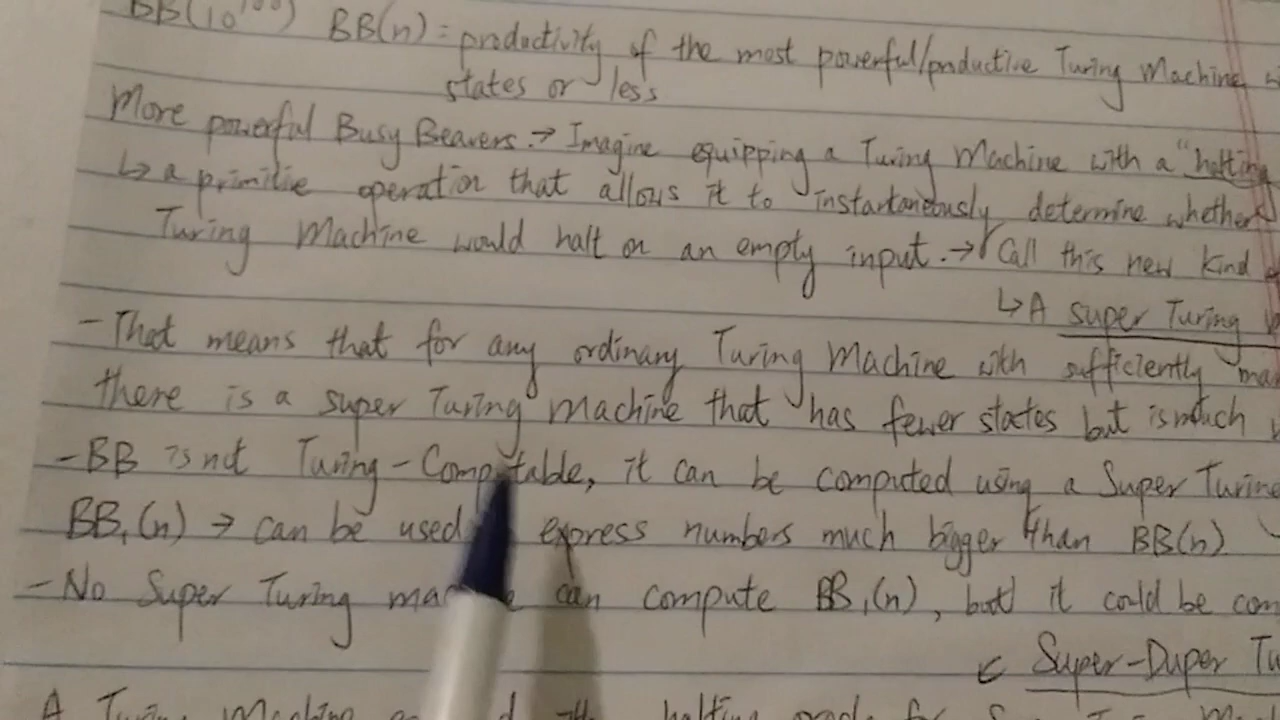 BB(10^100) BB(n) = productivity of the most powerful/productive Turing Machine
states or less
More powerful Busy Beavers. → Imagine equipping a Turing Machine with a "halting
↳ a primitive operation that allows it to instantaneously determine whether
Turing Machine would halt on an empty input. → Call this new kind
↳ A super Turing
- That means that for any ordinary Turing Machine with sufficiently
there is a super Turing machine that has fewer states but is much
- BB is not Turing-Computable, it can be computed using a Super Turing
BB₁(n) → can be used express numbers much bigger than BB(n)
- No Super Turing can compute BB₁(n), but it could be
Super-Duper
A halting